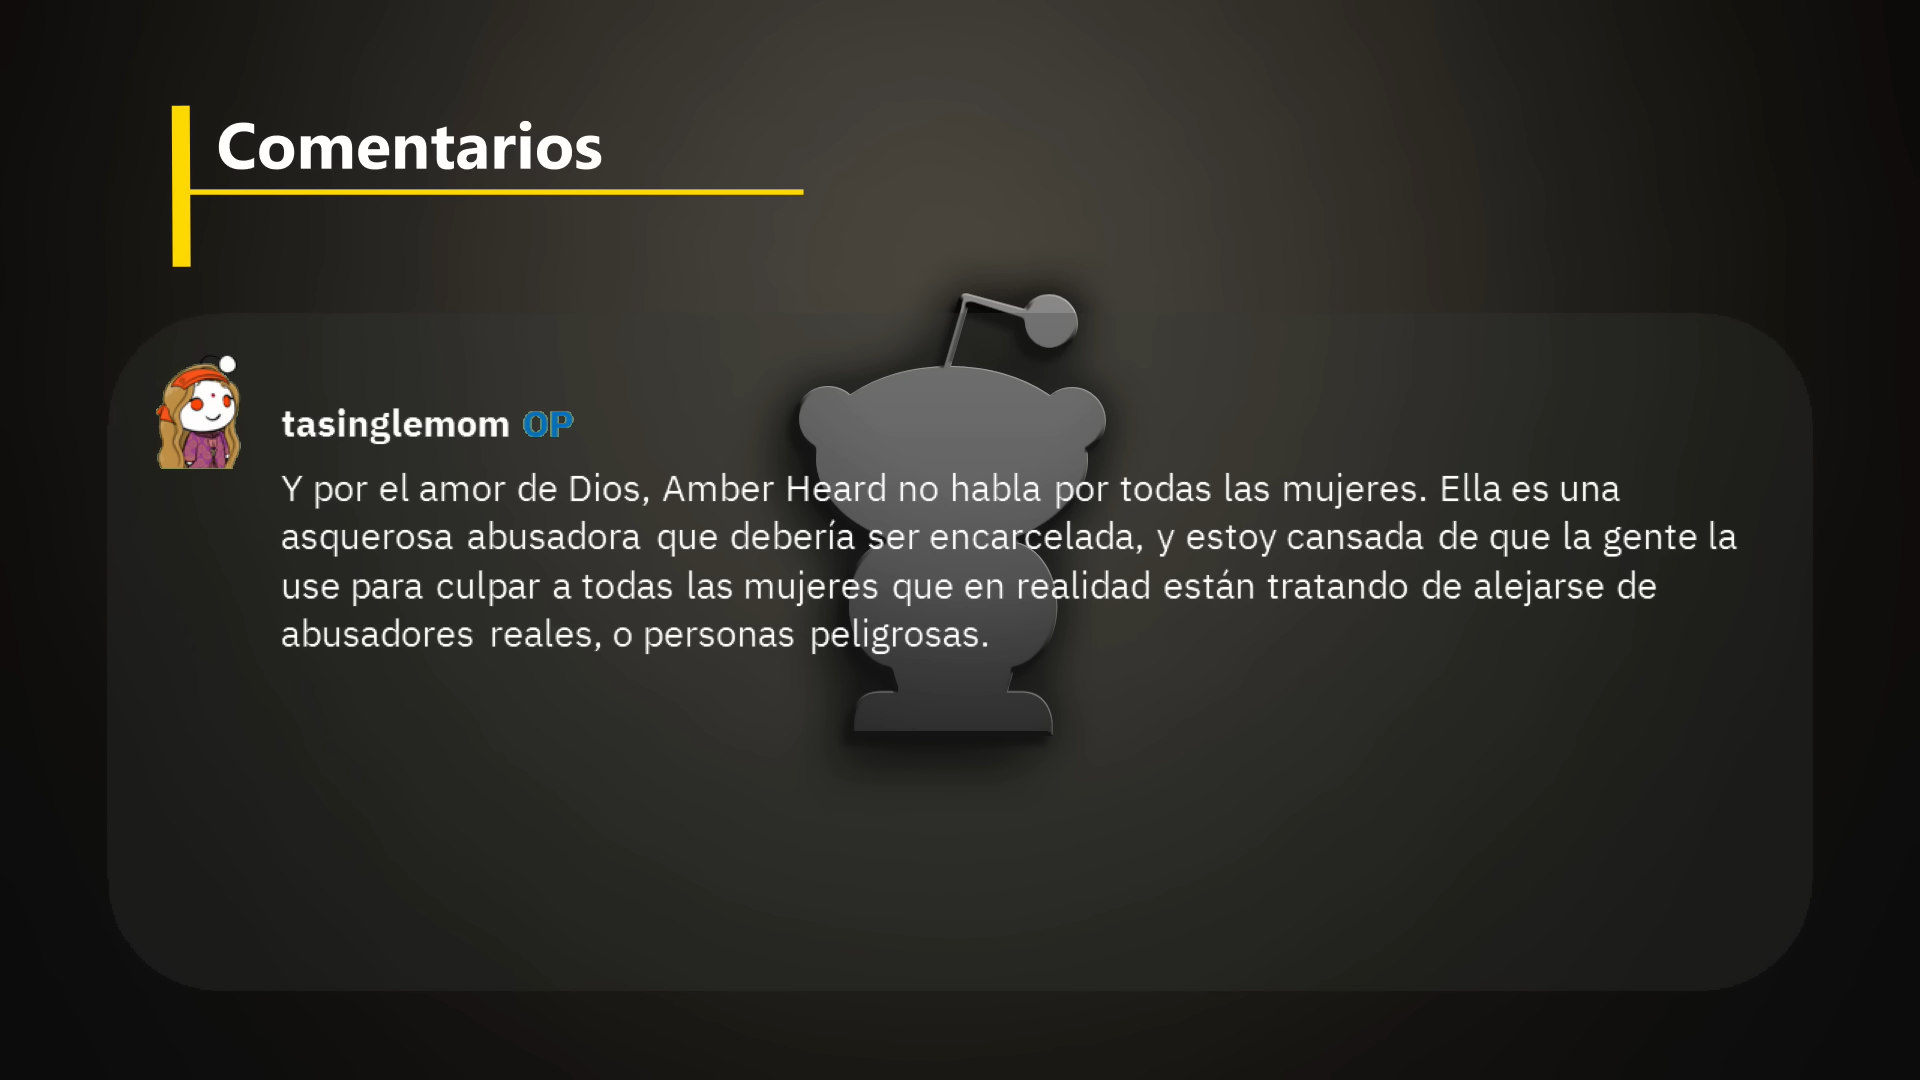 Comentarios
tasinglemom OP
Y por el amor de Dios, Amber Heard no habla por todas las mujeres. Ella es una
asquerosa abusadora que debería ser encarcelada, y estoy cansada de que la gente la
use para culpar a todas las mujeres que en realidad están tratando de alejarse de
abusadores reales, o personas peligrosas.